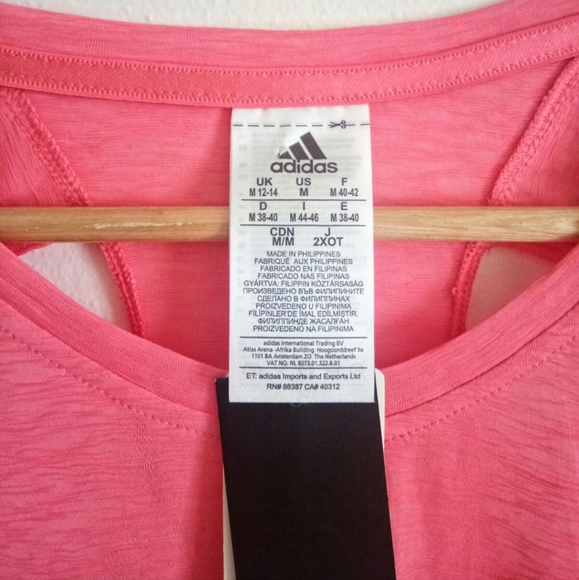 adidas
UK US F
M 12-14 M M 40-42
D I E
M 38-40 M 44-46 M 38-40
CDN J
M/M 2XOT
MADE IN PHILIPPINES
FABRIQUÉ AUX PHILIPPINES
FABRICADO EN FILIPINAS
FABRICADO NAS FILIPINAS
GYÁRTVA: FILIPPIN KÖZTÁRSASÁG
ПРОИЗВЕДЕНО ВЪВ ФИЛИПИНИТЕ
СДЕЛАНО В ФИЛИППИНАХ
PROIZVEDENO U FILIPINIMA
FİLİPİNLER'DE İMAL EDİLMİSTİR.
ФИЛИППИНДЕ ЖАСАЛҒАН
PROIZVEDENO NA FILIPINIMA
adidas International Trading BV
Atlas Arena -Afrika Building Hoogoorddreef 9a
1101 BA Amsterdam ZO The Netherlands
VAT NO. NL 8073.01.322.B.01
ET: adidas Imports and Exports Ltd
RN# 88387 CA# 40312